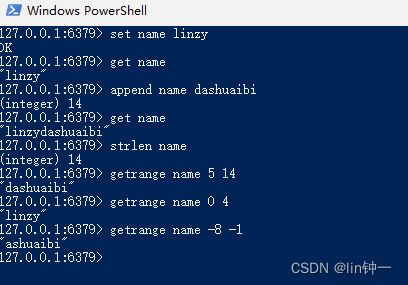 Windows PowerShell
127.0.0.1:6379> set name linzy
OK
127.0.0.1:6379> get name
"linzy"
127.0.0.1:6379> append name dashuaibi
(integer) 14
127.0.0.1:6379> get name
"linzydashuaibi"
127.0.0.1:6379> strlen name
(integer) 14
127.0.0.1:6379> getrange name 5 14
"dashuaibi"
127.0.0.1:6379> getrange name 0 4
"linzy"
127.0.0.1:6379> getrange name -8 -1
"ashuaibi"
127.0.0.1:6379>
CSDN @lin钟一